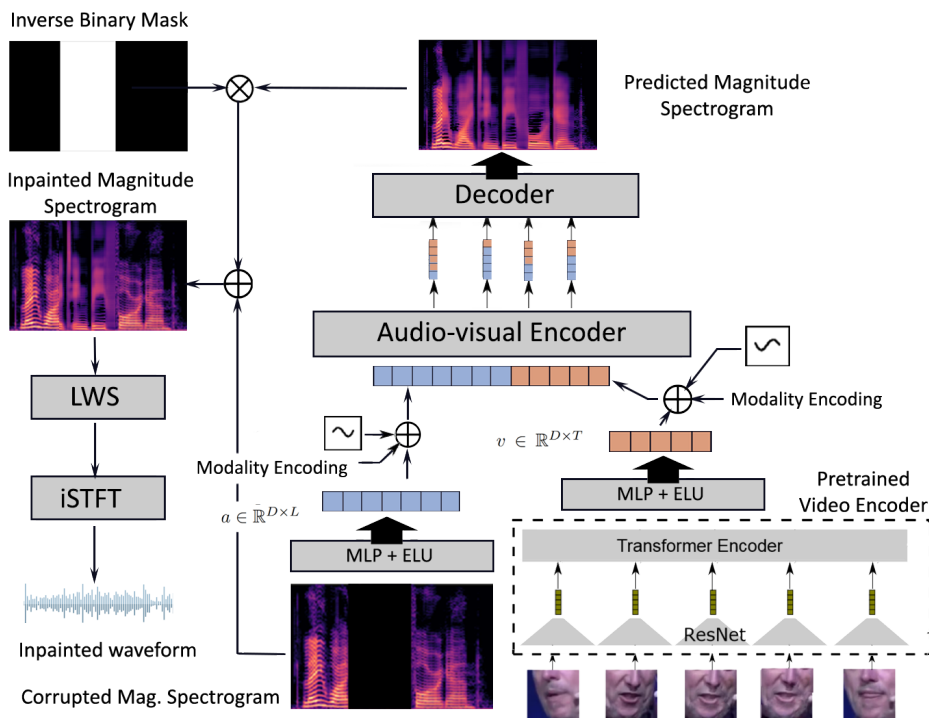 Inverse Binary Mask
Predicted Magnitude
Spectrogram
Inpainted Magnitude
Spectrogram
Decoder
Audio-visual Encoder
LWS
Modality Encoding
v ∈ ℝ^{D×T}
Modality Encoding
iSTFT
MLP + ELU
Pretrained
Video Encoder
a ∈ ℝ^{D×L}
MLP + ELU
Transformer Encoder
ResNet
Inpainted waveform
Corrupted Mag. Spectrogram